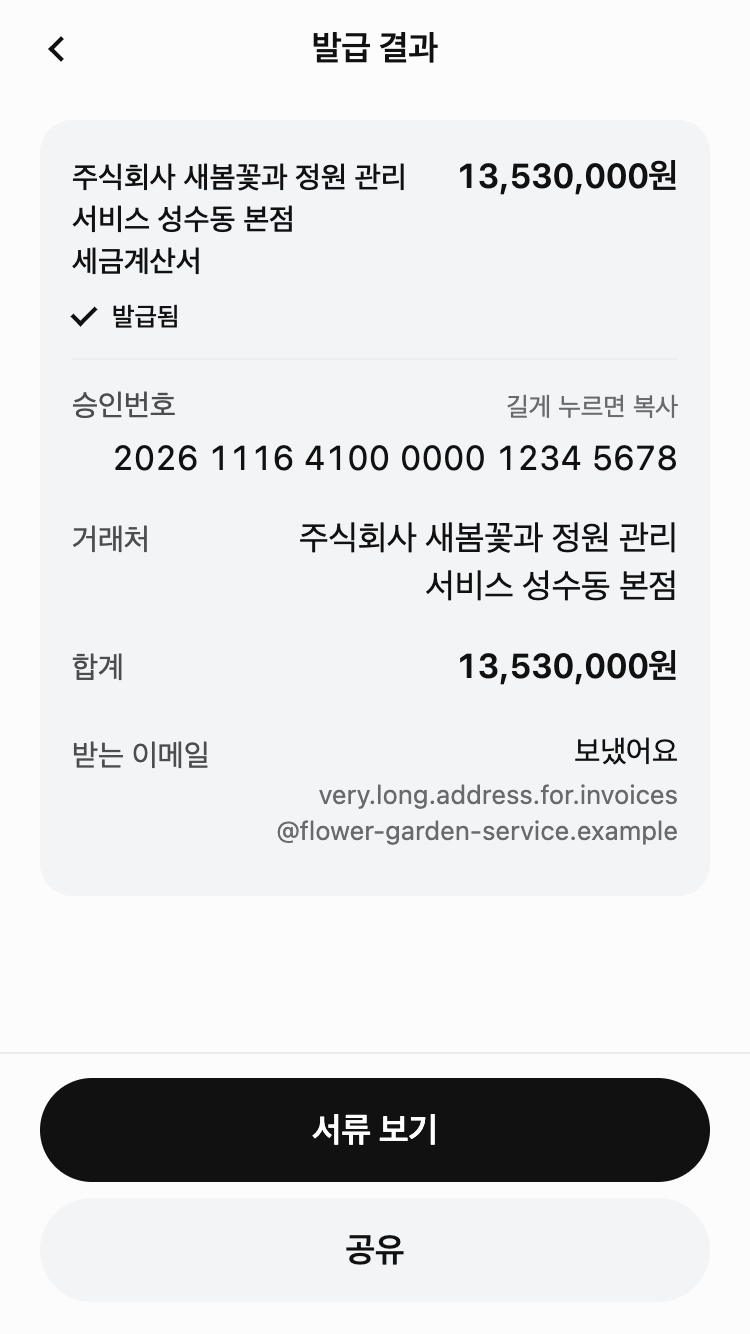 발급 결과
주식회사 새봄꽃과 정원 관리 13,530,000원
서비스 성수동 본점
세금계산서
발급됨
승인번호 길게 누르면 복사
2026 1116 4100 0000 1234 5678
거래처 주식회사 새봄꽃과 정원 관리
서비스 성수동 본점
합계 13,530,000원
받는 이메일 보냈어요
very.long.address.for.invoices
@flower-garden-service.example
서류 보기
공유